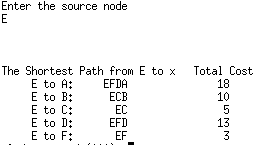 Enter the source node
E
The Shortest Path from E to x Total Cost
E to A: EFDA 18
E to B: ECB 10
E to C: EC 5
E to D: EFD 13
E to F: EF 3